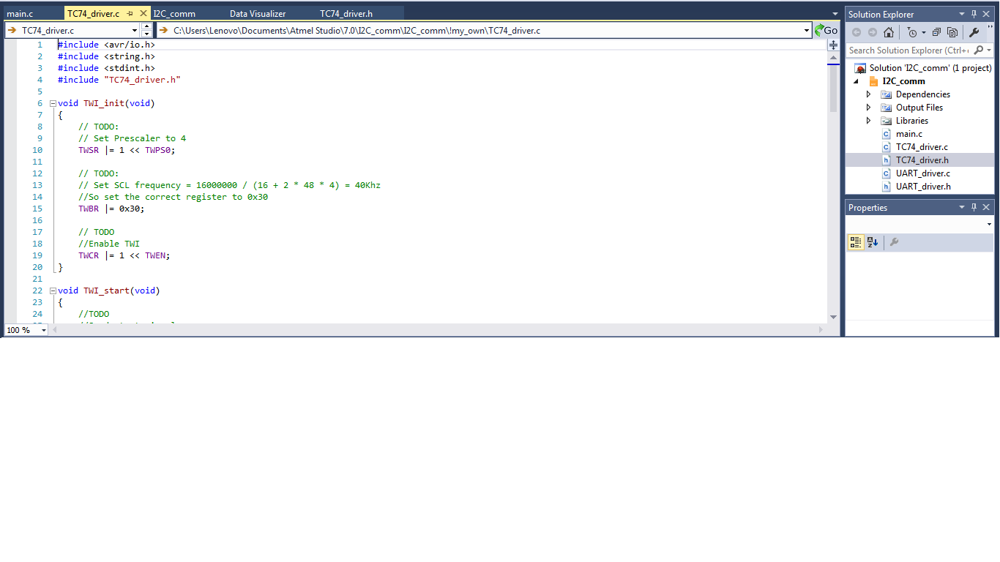 main.c TC74_driver.c I2C_comm Data Visualizer TC74_driver.h
TC74_driver.c C:\Users\Lenovo\Documents\Atmel Studio\7.0\I2C_comm\I2C_comm\!my_own\TC74_driver.c Go
1 #include <avr/io.h>
2 #include <string.h>
3 #include <stdint.h>
4 #include "TC74_driver.h"
5
6 void TWI_init(void)
7 {
8 // TODO:
9 // Set Prescaler to 4
10 TWSR |= 1 << TWPS0;
11
12 // TODO:
13 // Set SCL frequency = 16000000 / (16 + 2 * 48 * 4) = 40Khz
14 //So set the correct register to 0x30
15 TWBR |= 0x30;
16
17 // TODO
18 //Enable TWI
19 TWCR |= 1 << TWEN;
20 }
21
22 void TWI_start(void)
23 {
24 //TODO
100 %
Solution Explorer
Search Solution Explorer (Ctrl+
Solution 'I2C_comm' (1 project)
I2C_comm
Dependencies
Output Files
Libraries
main.c
TC74_driver.c
TC74_driver.h
UART_driver.c
UART_driver.h
Properties